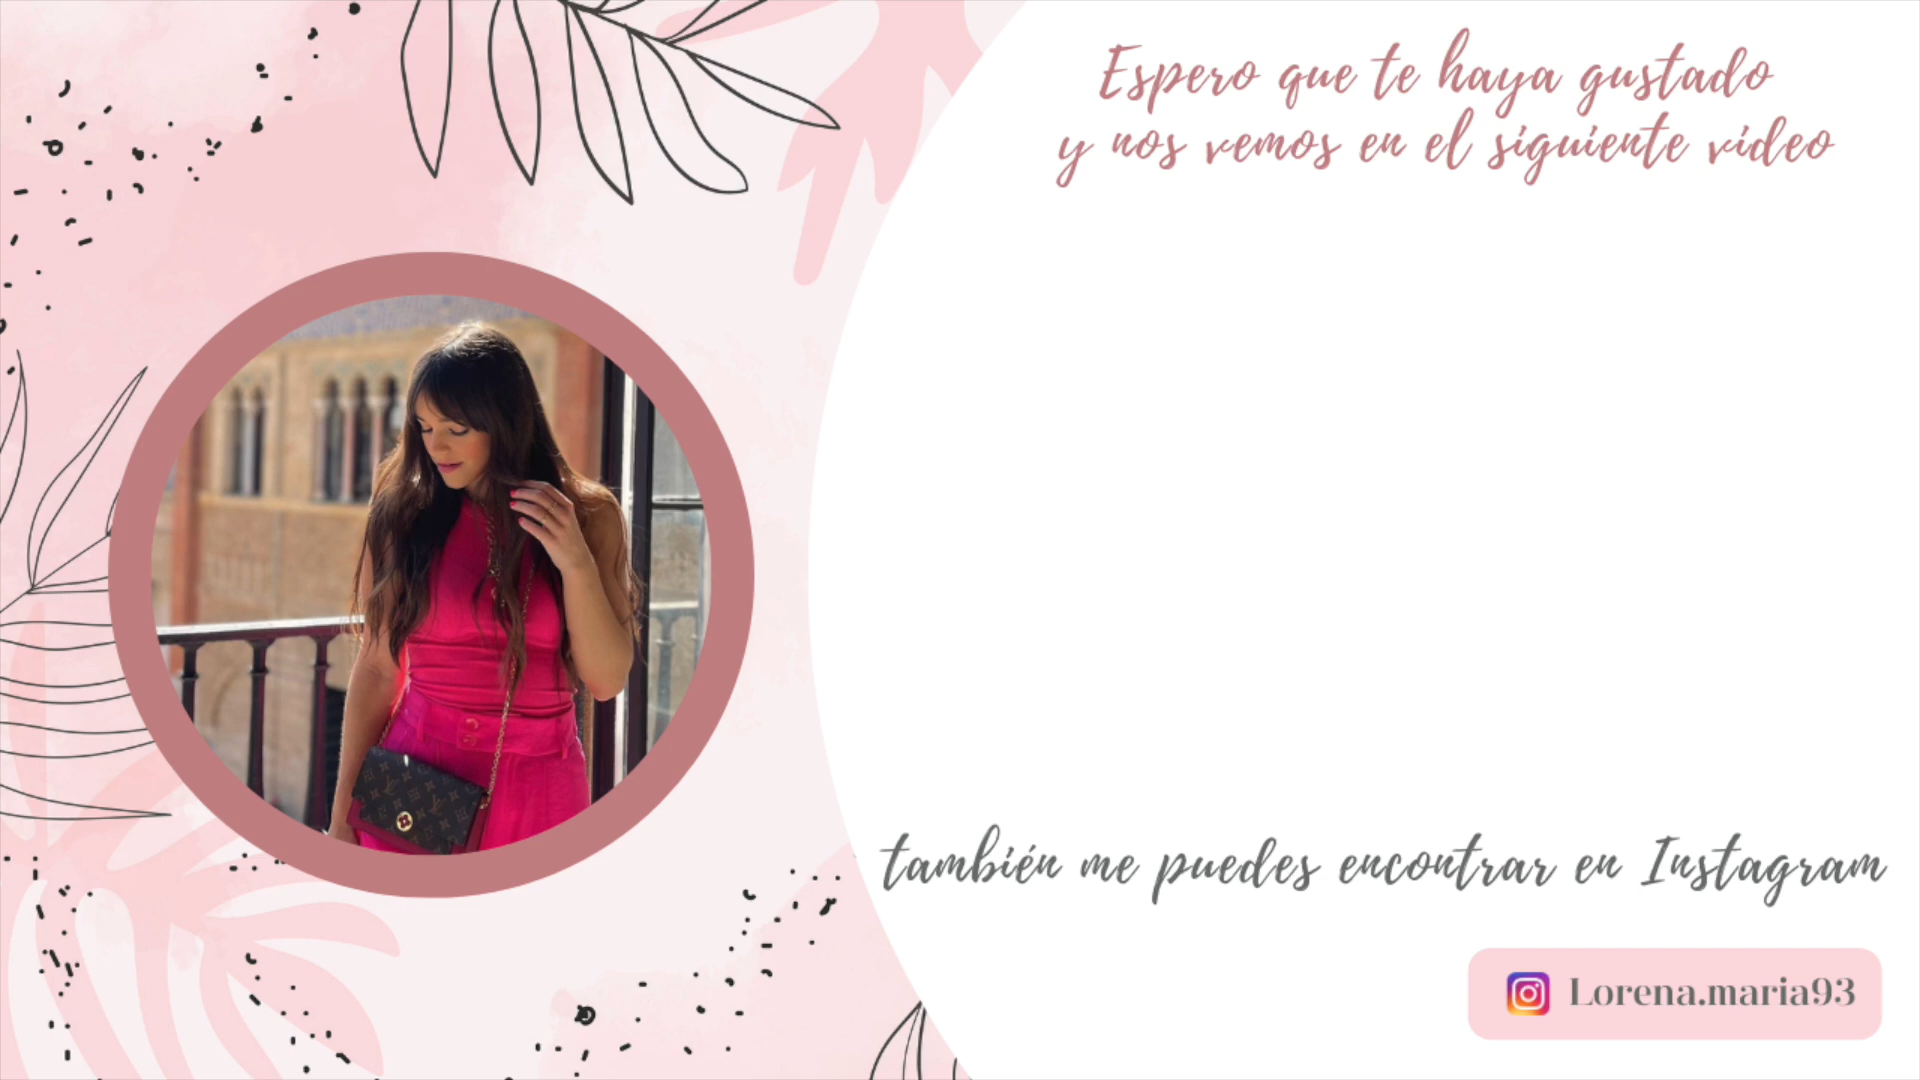 Espero que te haya gustado
y nos vemos en el siguiente video
también me puedes encontrar en Instagram
Lorena.maria93